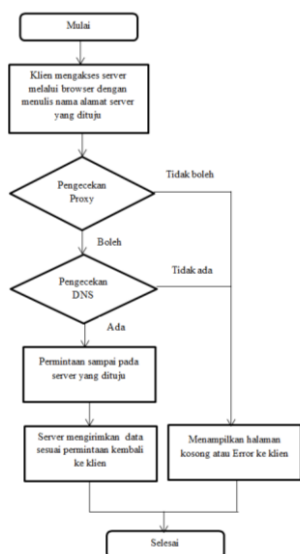 Mulai
Klien mengakses server
melalui browser dengan
menulis nama alamat server
yang dituju
Pengecekan
Proxy
Tidak boleh
Boleh
Pengecekan
DNS
Tidak ada
Ada
Permintaan sampai pada
server yang dituju
Server mengirimkan data
sesuai permintaan kembali
ke klien
Menampilkan halaman
kosong atau Error ke klien
Selesai